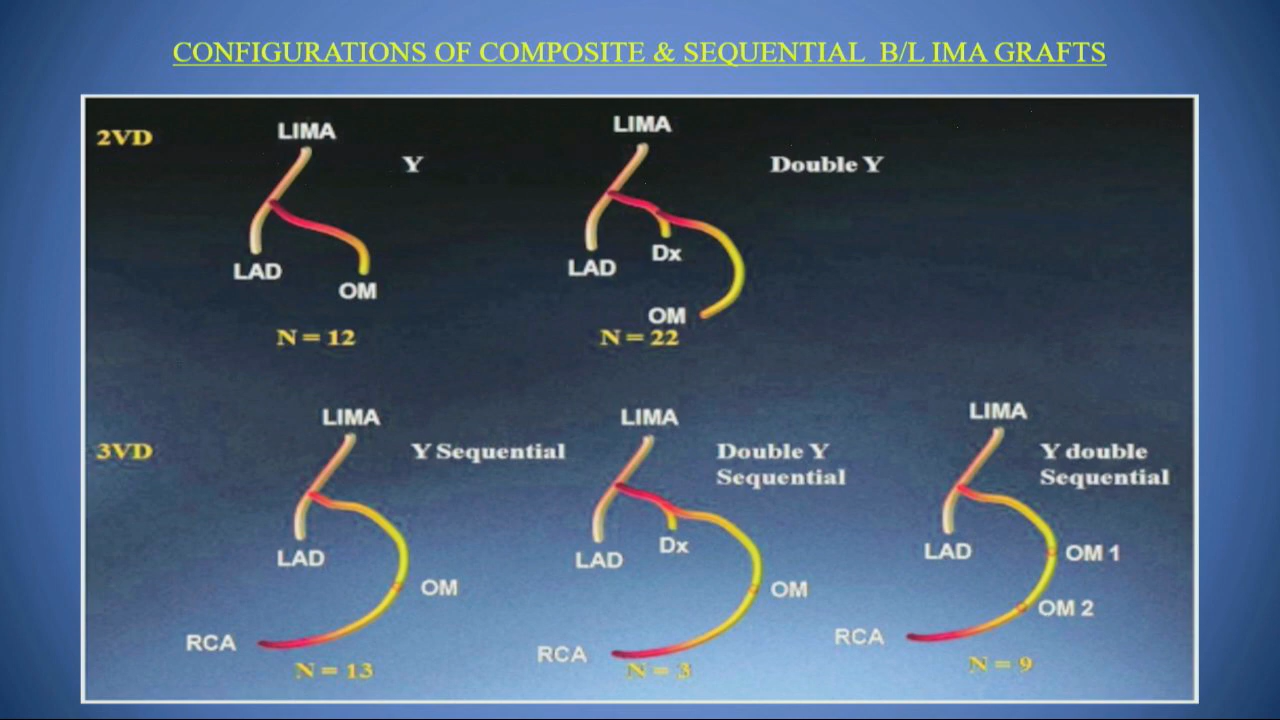 CONFIGURATIONS OF COMPOSITE & SEQUENTIAL B/L IMA GRAFTS
2VD
LIMA
Y
LAD
OM
N = 12
LIMA
Double Y
Dx
LAD
OM
N = 22
3VD
LIMA
Y Sequential
LAD
OM
RCA
N = 13
LIMA
Double Y
Sequential
Dx
LAD
OM
RCA
N = 3
LIMA
Y double
Sequential
LAD
OM 1
OM 2
RCA
N = 9